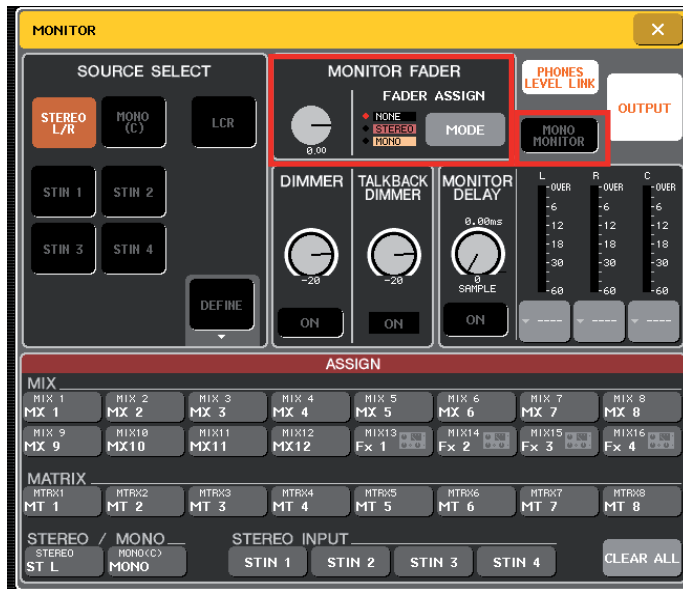 MONITOR
SOURCE SELECT
STEREO L/R
MONO (C)
LCR
STIN 1
STIN 2
STIN 3
STIN 4
DEFINE
MONITOR FADER
FADER ASSIGN
NONE
STEREO
MONO
MODE
0.00
PHONES LEVEL LINK
OUTPUT
MONO MONITOR
DIMMER
-20
ON
TALKBACK DIMMER
-20
ON
MONITOR DELAY
0.00ms
0
SAMPLE
ON
L R C
-OVER -OVER -OVER
-6 -6 -6
-12 -12 -12
-18 -18 -18
-30 -30 -30
-60 -60 -60
---- ---- ----
ASSIGN
MIX
MIX 1 MIX 2 MIX 3 MIX 4 MIX 5 MIX 6 MIX 7 MIX 8
MX 1 MX 2 MX 3 MX 4 MX 5 MX 6 MX 7 MX 8
MIX 9 MIX10 MIX11 MIX12 MIX13 MIX14 MIX15 MIX16
MX 9 MX10 MX11 MX12 Fx 1 Fx 2 Fx 3 Fx 4
MATRIX
MTRX1 MTRX2 MTRX3 MTRX4 MTRX5 MTRX6 MTRX7 MTRX8
MT 1 MT 2 MT 3 MT 4 MT 5 MT 6 MT 7 MT 8
STEREO / MONO
STEREO MONO(C)
ST L MONO
STEREO INPUT
STIN 1 STIN 2 STIN 3 STIN 4
CLEAR ALL